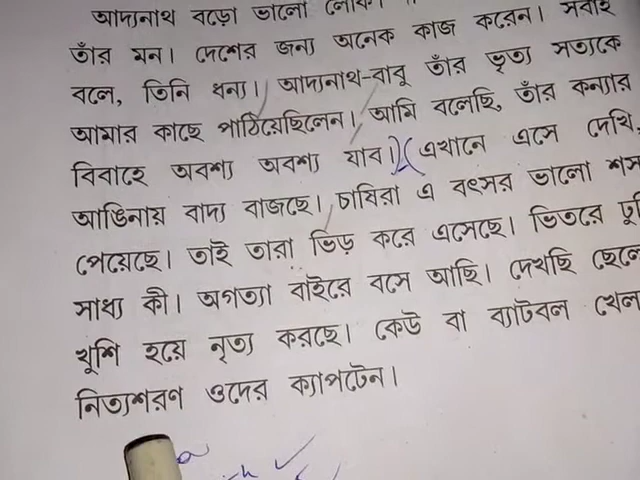 আদ্যনাথ বড়ো ভালো লোক।
তাঁর মন। দেশের জন্য অনেক কাজ করেন। সবাই
বলে, তিনি ধন্য। আদ্যনাথ-বাবু তাঁর ভৃত্য সত্যকে
আমার কাছে পাঠিয়েছিলেন। আমি বলেছি, তাঁর কন্যার
বিবাহে অবশ্য অবশ্য যাব। এখানে এসে দেখি,
আঙিনায় বাদ্য বাজছে। চাষিরা এ বৎসর ভালো শস্য
পেয়েছে। তাই তারা ভিড় করে এসেছে। ভিতরে
সাধ্য কী। অগত্যা বাইরে বসে আছি। দেখছি ছেলে
খুশি হয়ে নৃত্য করছে। কেউ বা ব্যাটবল
নিত্যশরণ ওদের ক্যাপটেন।